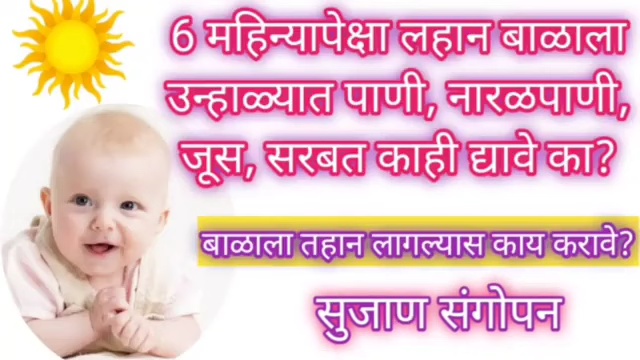 6 महिन्यापेक्षा लहान बाळाला
उन्हाळ्यात पाणी, नारळपाणी,
जूस, सरबत काही द्यावे का?
बाळाला तहान लागल्यास काय करावे?
सुजाण संगोपन